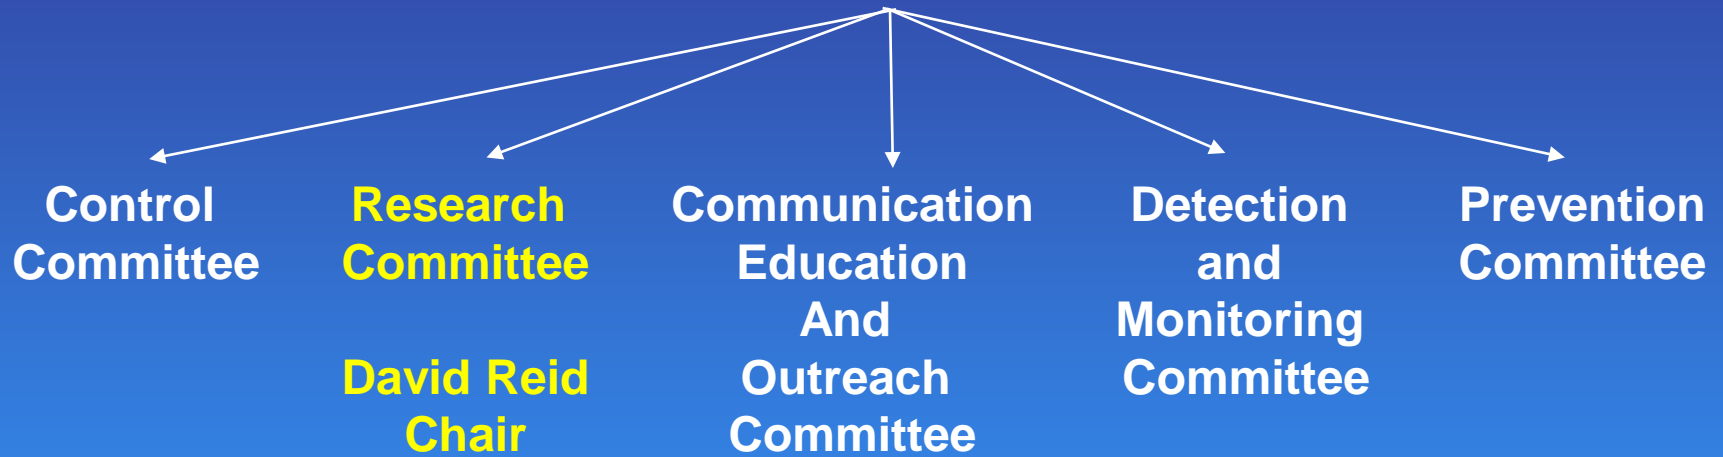 Control
Committee
Research
Committee
David Reid
Chair
Communication
Education
And
Outreach
Committee
Detection
and
Monitoring
Committee
Prevention
Committee